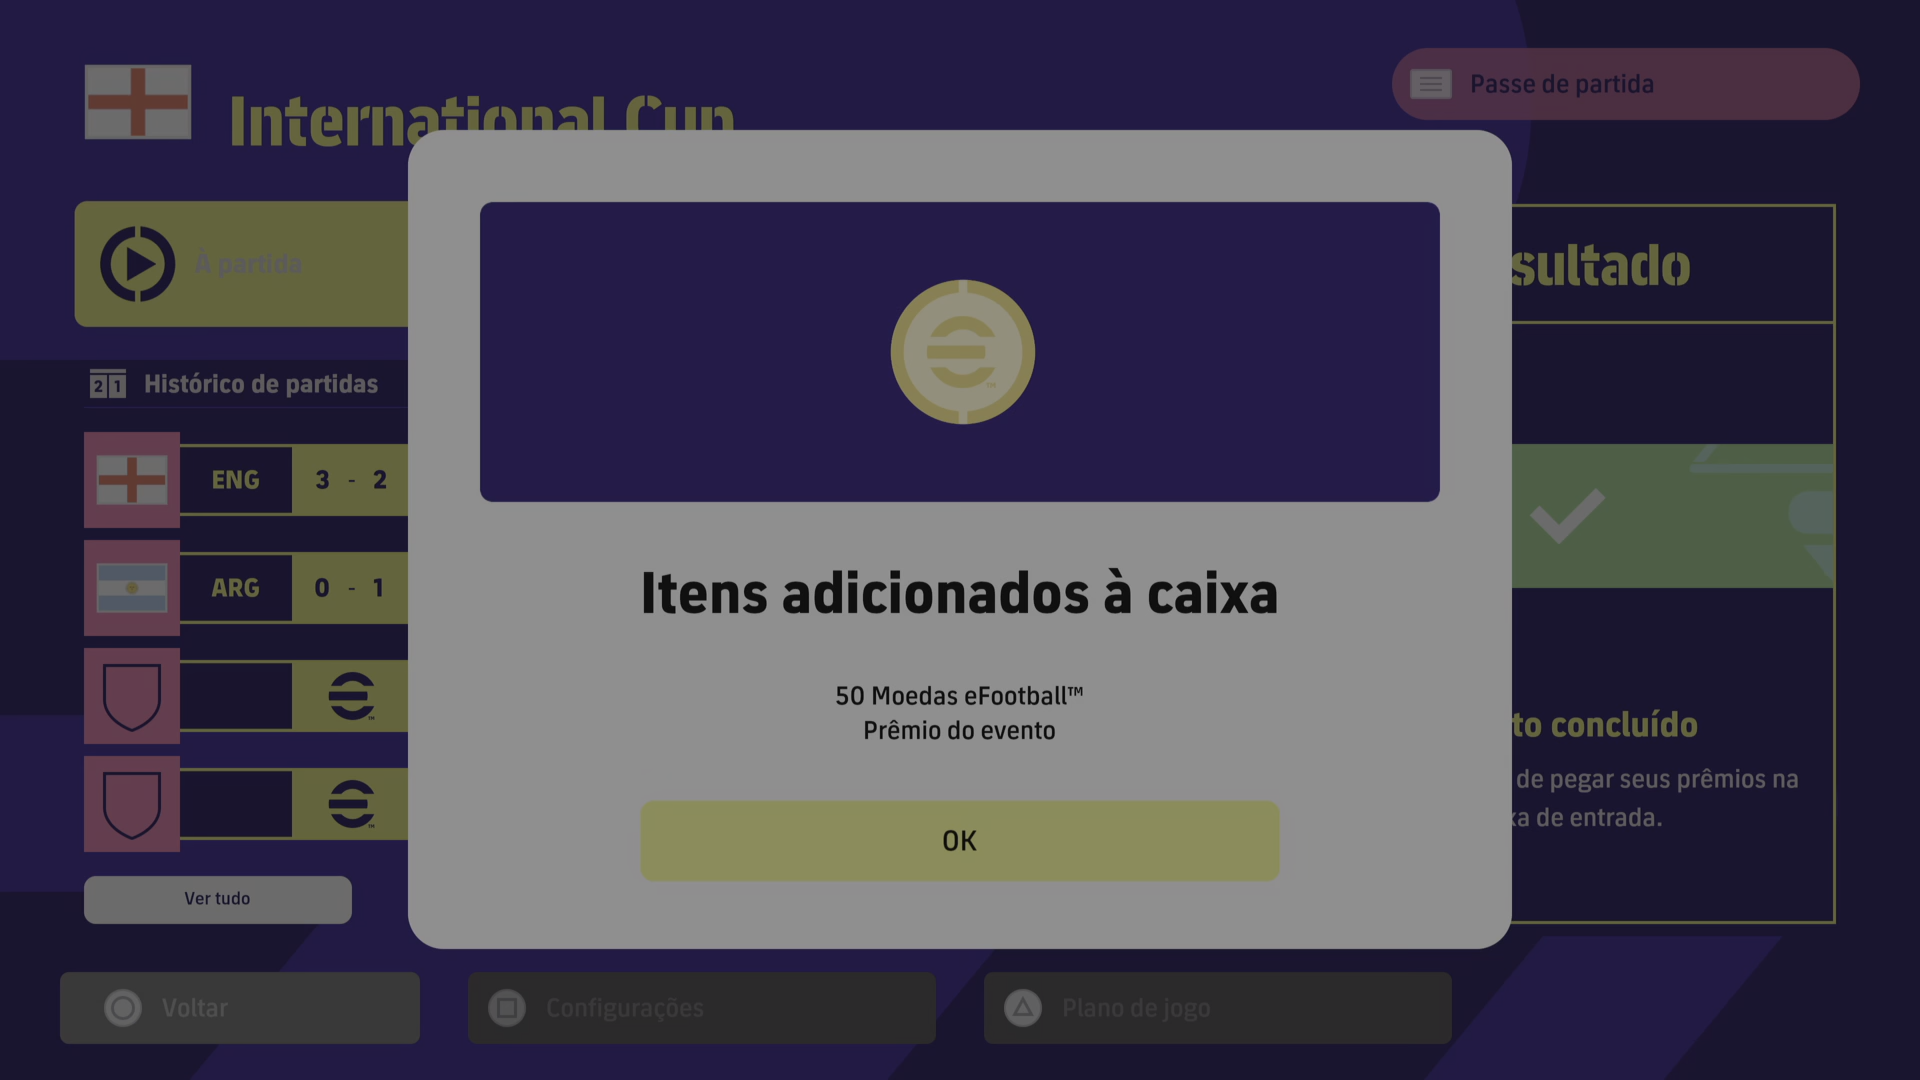 International Cup
Passe de partida
À partida
sultado
Histórico de partidas
21
ENG 3 - 2
ARG 0 - 1
Itens adicionados à caixa
50 Moedas eFootball™
Prêmio do evento
OK
to concluído
de pegar seus prêmios na
xa de entrada.
Ver tudo
Voltar
Configurações
Plano de jogo